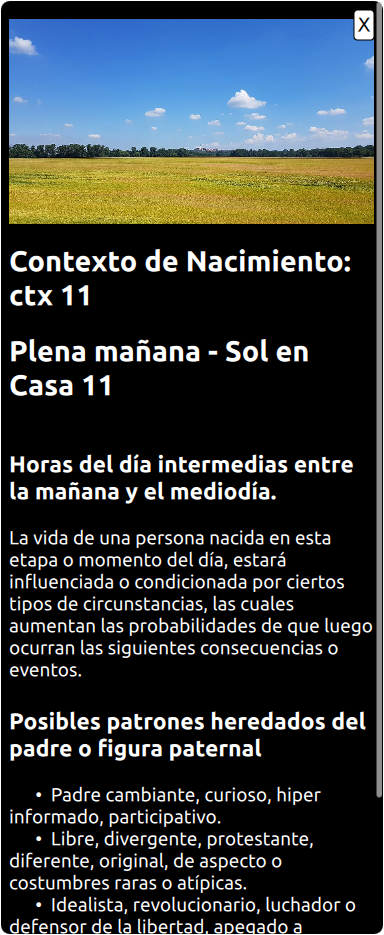 X
Contexto de Nacimiento:
ctx 11
Plena mañana - Sol en
Casa 11
Horas del día intermedias entre
la mañana y el mediodía.
La vida de una persona nacida en esta
etapa o momento del día, estará
influenciada o condicionada por ciertos
tipos de circunstancias, las cuales
aumentan las probabilidades de que luego
ocurran las siguientes consecuencias o
eventos.
Posibles patrones heredados del
padre o figura paternal
• Padre cambiante, curioso, hiper
informado, participativo.
• Libre, divergente, protestante,
diferente, original, de aspecto o
costumbres raras o atípicas.
• Idealista, revolucionario, luchador o
defensor de la libertad, apegado a